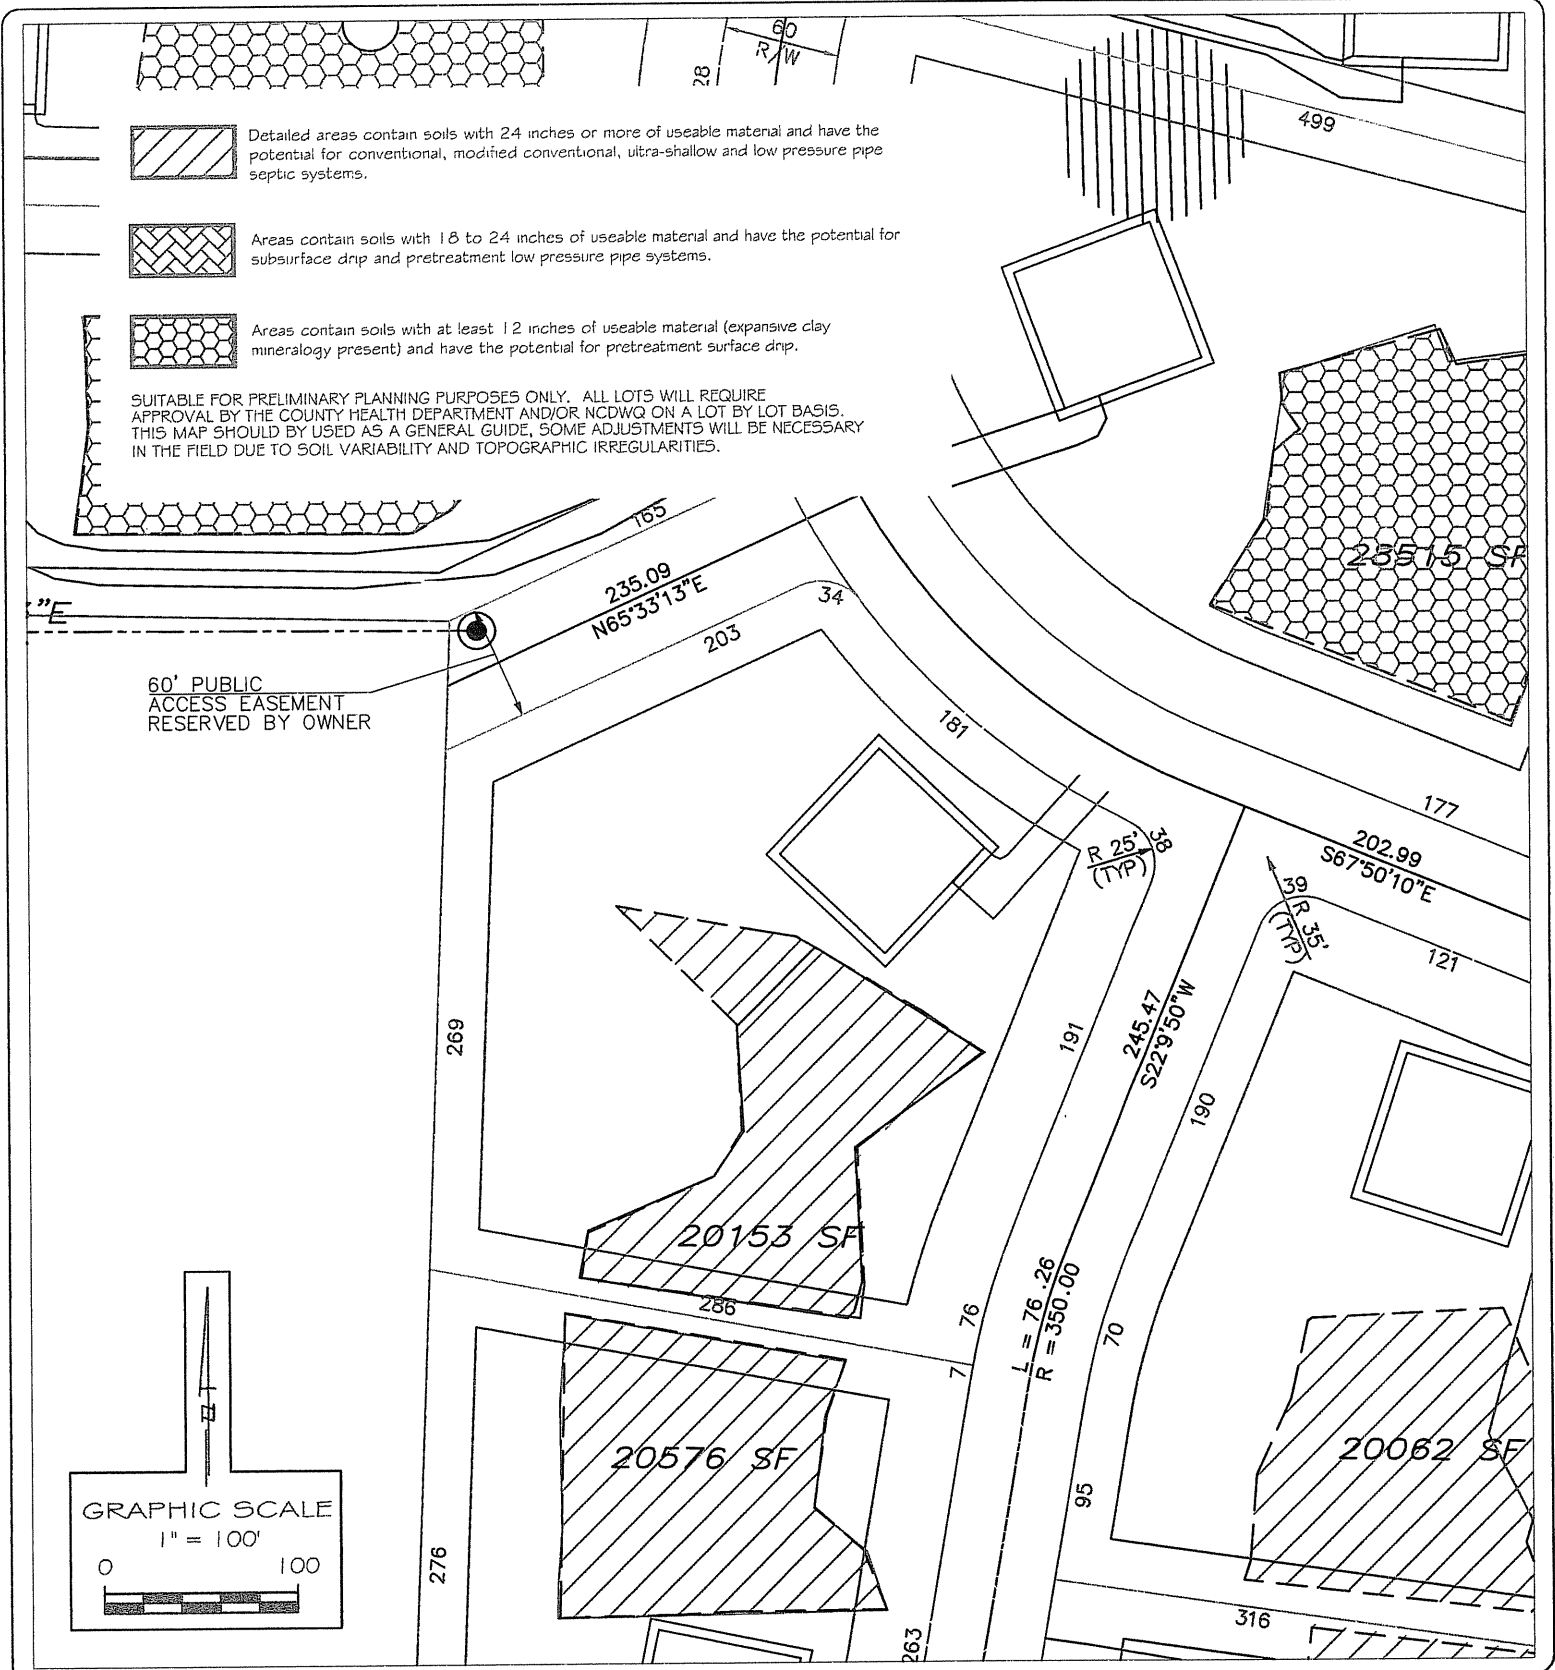 60
R/W
28
499
Detailed areas contain soils with 24 inches or more of useable material and have the
potential for conventional, modified conventional, ultra-shallow and low pressure pipe
septic systems.
Areas contain soils with 18 to 24 inches of useable material and have the potential for
subsurface drip and pretreatment low pressure pipe systems.
Areas contain soils with at least 12 inches of useable material (expansive clay
mineralogy present) and have the potential for pretreatment surface drip.
SUITABLE FOR PRELIMINARY PLANNING PURPOSES ONLY. ALL LOTS WILL REQUIRE
APPROVAL BY THE COUNTY HEALTH DEPARTMENT AND/OR NCDWQ ON A LOT BY LOT BASIS.
THIS MAP SHOULD BY USED AS A GENERAL GUIDE, SOME ADJUSTMENTS WILL BE NECESSARY
IN THE FIELD DUE TO SOIL VARIABILITY AND TOPOGRAPHIC IRREGULARITIES.
165
23515 SF
235.09
N65°33'13"E
34
203
"E
60' PUBLIC
ACCESS EASEMENT
RESERVED BY OWNER
181
177
202.99
S67°50'10"E
R 25'
(TYP)
38
39
R 35'
(TYP)
121
269
191
245.47
S22°9'50"W
190
20153 SF
286
76
7
L = 76.26
R = 350.00
70
20576 SF
20062 SF
95
276
263
316
GRAPHIC SCALE
1" = 100'
0 100